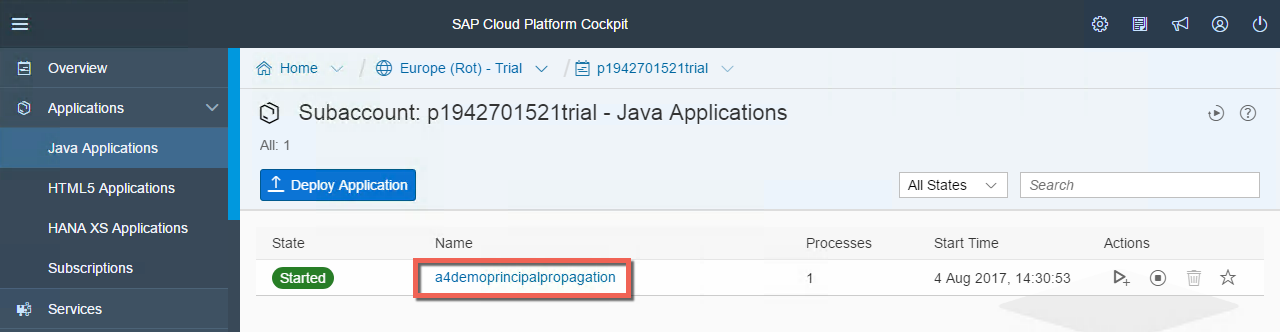 SAP Cloud Platform Cockpit
Overview
Applications
Java Applications
HTML5 Applications
HANA XS Applications
Subscriptions
Services
Home / Europe (Rot) - Trial / p1942701521trial
Subaccount: p1942701521trial - Java Applications
All: 1
Deploy Application
All States
Search
State Name Processes Start Time Actions
Started a4demoprincipalpropagation 1 4 Aug 2017, 14:30:53